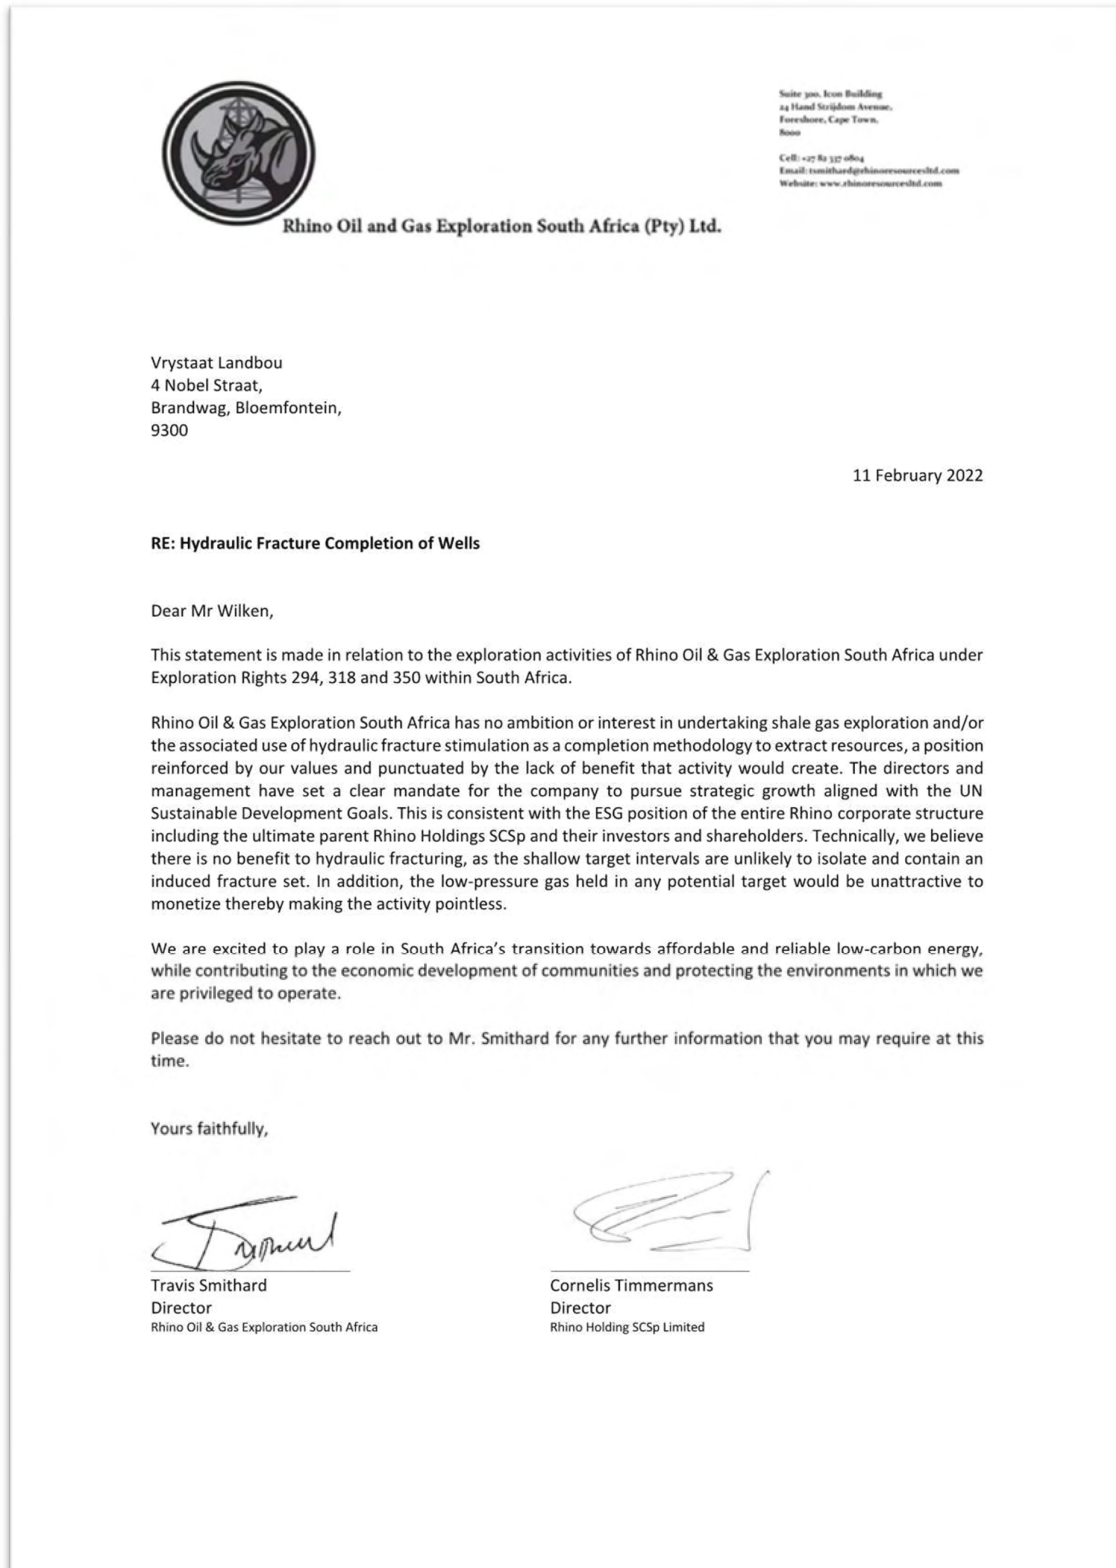 Suite 300, Icon Building
24 Hand Strijdom Avenue,
Foreshore, Cape Town,
8000
Cell: +27 82 337 0804
Email: tsmithard@rhinoresourcesltd.com
Website: www.rhinoresourcesltd.com
Rhino Oil and Gas Exploration South Africa (Pty) Ltd.
Vrystaat Landbou
4 Nobel Straat,
Brandwag, Bloemfontein,
9300
11 February 2022
RE: Hydraulic Fracture Completion of Wells
Dear Mr Wilken,
This statement is made in relation to the exploration activities of Rhino Oil & Gas Exploration South Africa under
Exploration Rights 294, 318 and 350 within South Africa.
Rhino Oil & Gas Exploration South Africa has no ambition or interest in undertaking shale gas exploration and/or
the associated use of hydraulic fracture stimulation as a completion methodology to extract resources, a position
reinforced by our values and punctuated by the lack of benefit that activity would create. The directors and
management have set a clear mandate for the company to pursue strategic growth aligned with the UN
Sustainable Development Goals. This is consistent with the ESG position of the entire Rhino corporate structure
including the ultimate parent Rhino Holdings SCSp and their investors and shareholders. Technically, we believe
there is no benefit to hydraulic fracturing, as the shallow target intervals are unlikely to isolate and contain an
induced fracture set. In addition, the low-pressure gas held in any potential target would be unattractive to
monetize thereby making the activity pointless.
We are excited to play a role in South Africa's transition towards affordable and reliable low-carbon energy,
while contributing to the economic development of communities and protecting the environments in which we
are privileged to operate.
Please do not hesitate to reach out to Mr. Smithard for any further information that you may require at this
time.
Yours faithfully,
Travis Smithard
Director
Rhino Oil & Gas Exploration South Africa
Cornelis Timmermans
Director
Rhino Holding SCSp Limited